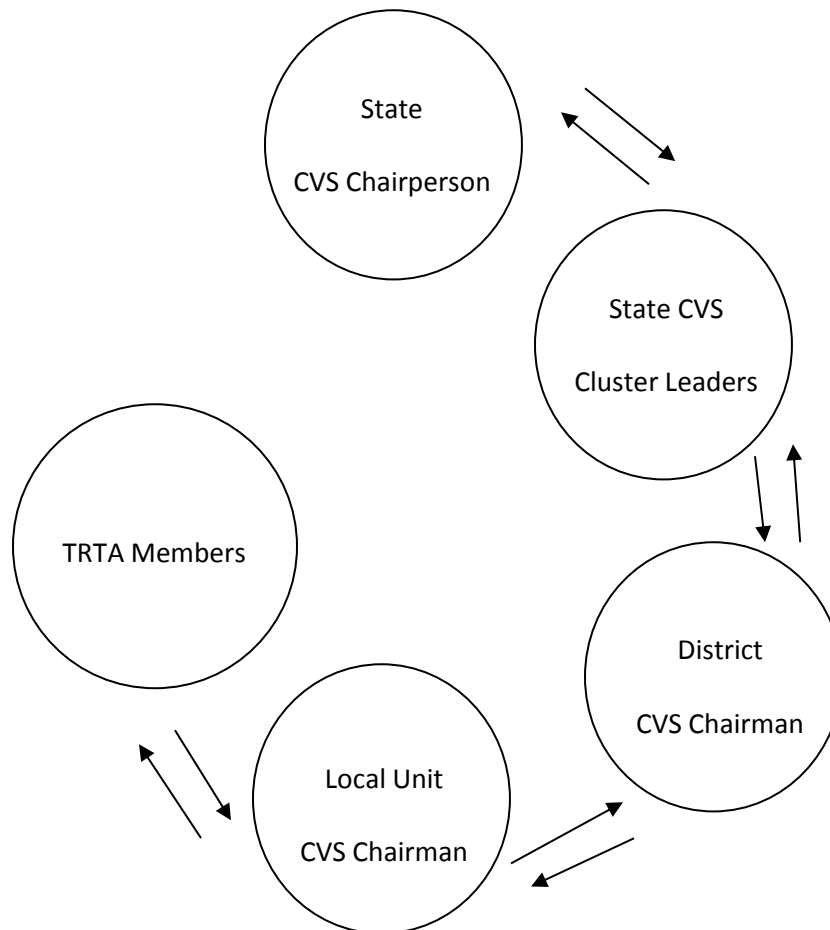 State
CVS Chairperson
State CVS
Cluster Leaders
TRTA Members
District
CVS Chairman
Local Unit
CVS Chairman